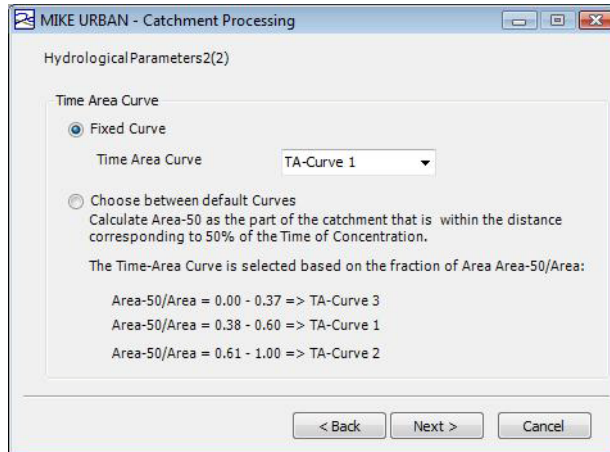 MIKE URBAN - Catchment Processing
HydrologicalParameters2(2)
Time Area Curve
Fixed Curve
Time Area Curve TA-Curve 1
Choose between default Curves
Calculate Area-50 as the part of the catchment that is within the distance
corresponding to 50% of the Time of Concentration.
The Time-Area Curve is selected based on the fraction of Area Area-50/Area:
Area-50/Area = 0.00 - 0.37 => TA-Curve 3
Area-50/Area = 0.38 - 0.60 => TA-Curve 1
Area-50/Area = 0.61 - 1.00 => TA-Curve 2
< Back Next > Cancel